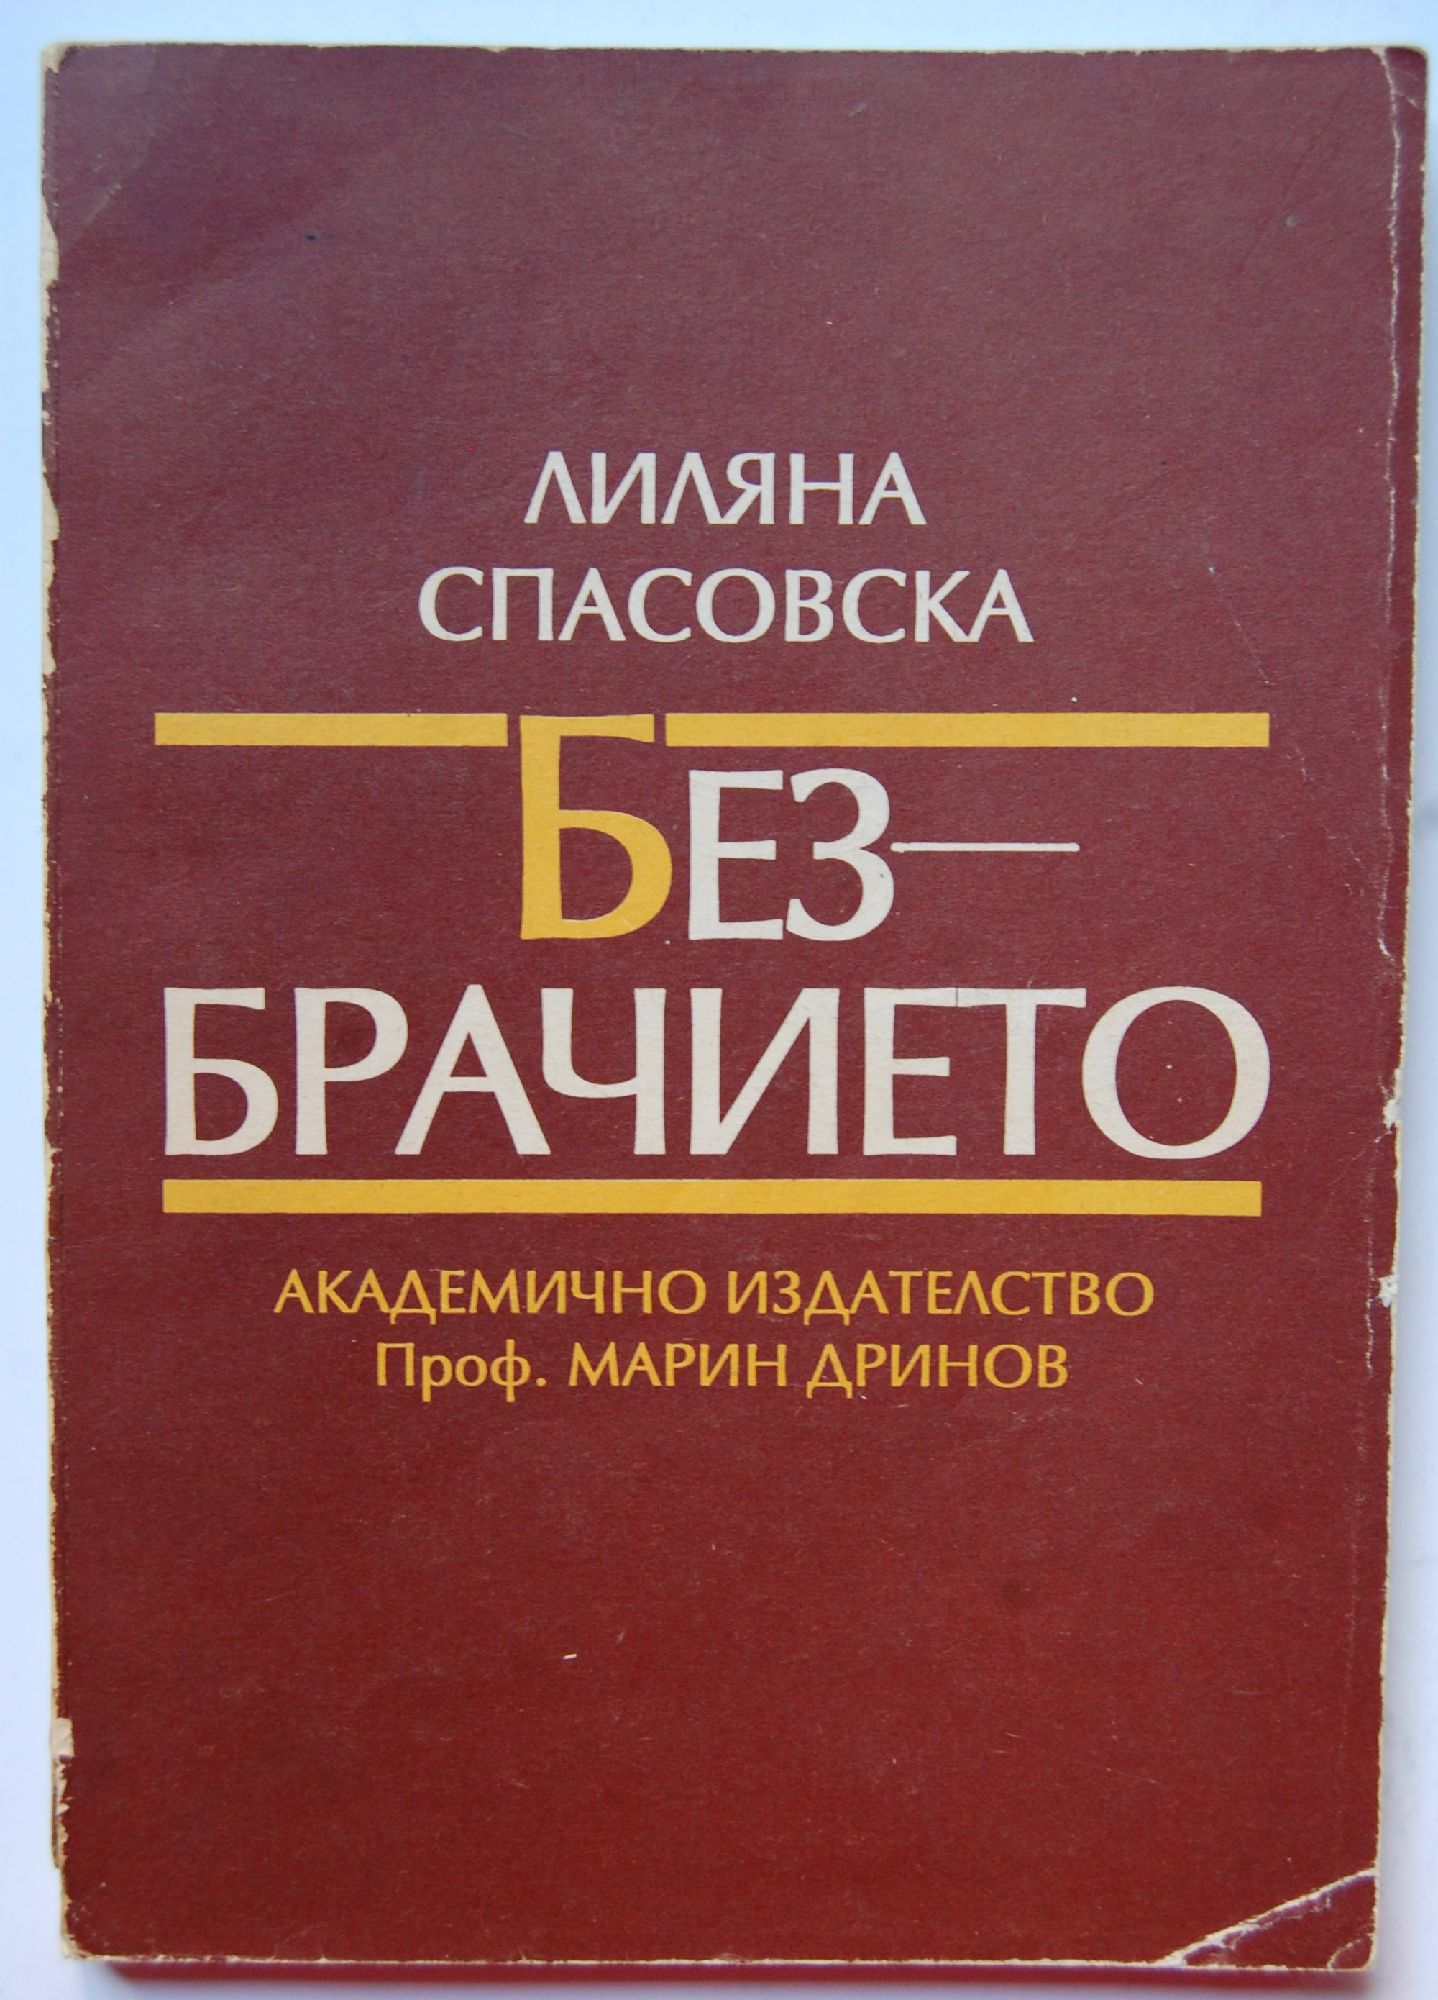 ЛИЛЯНА
СПАСОВСКА
БЕЗ—
БРАЧИЕТО
АКАДЕМИЧНО ИЗДАТЕЛСТВО
Проф. МАРИН ДРИНОВ